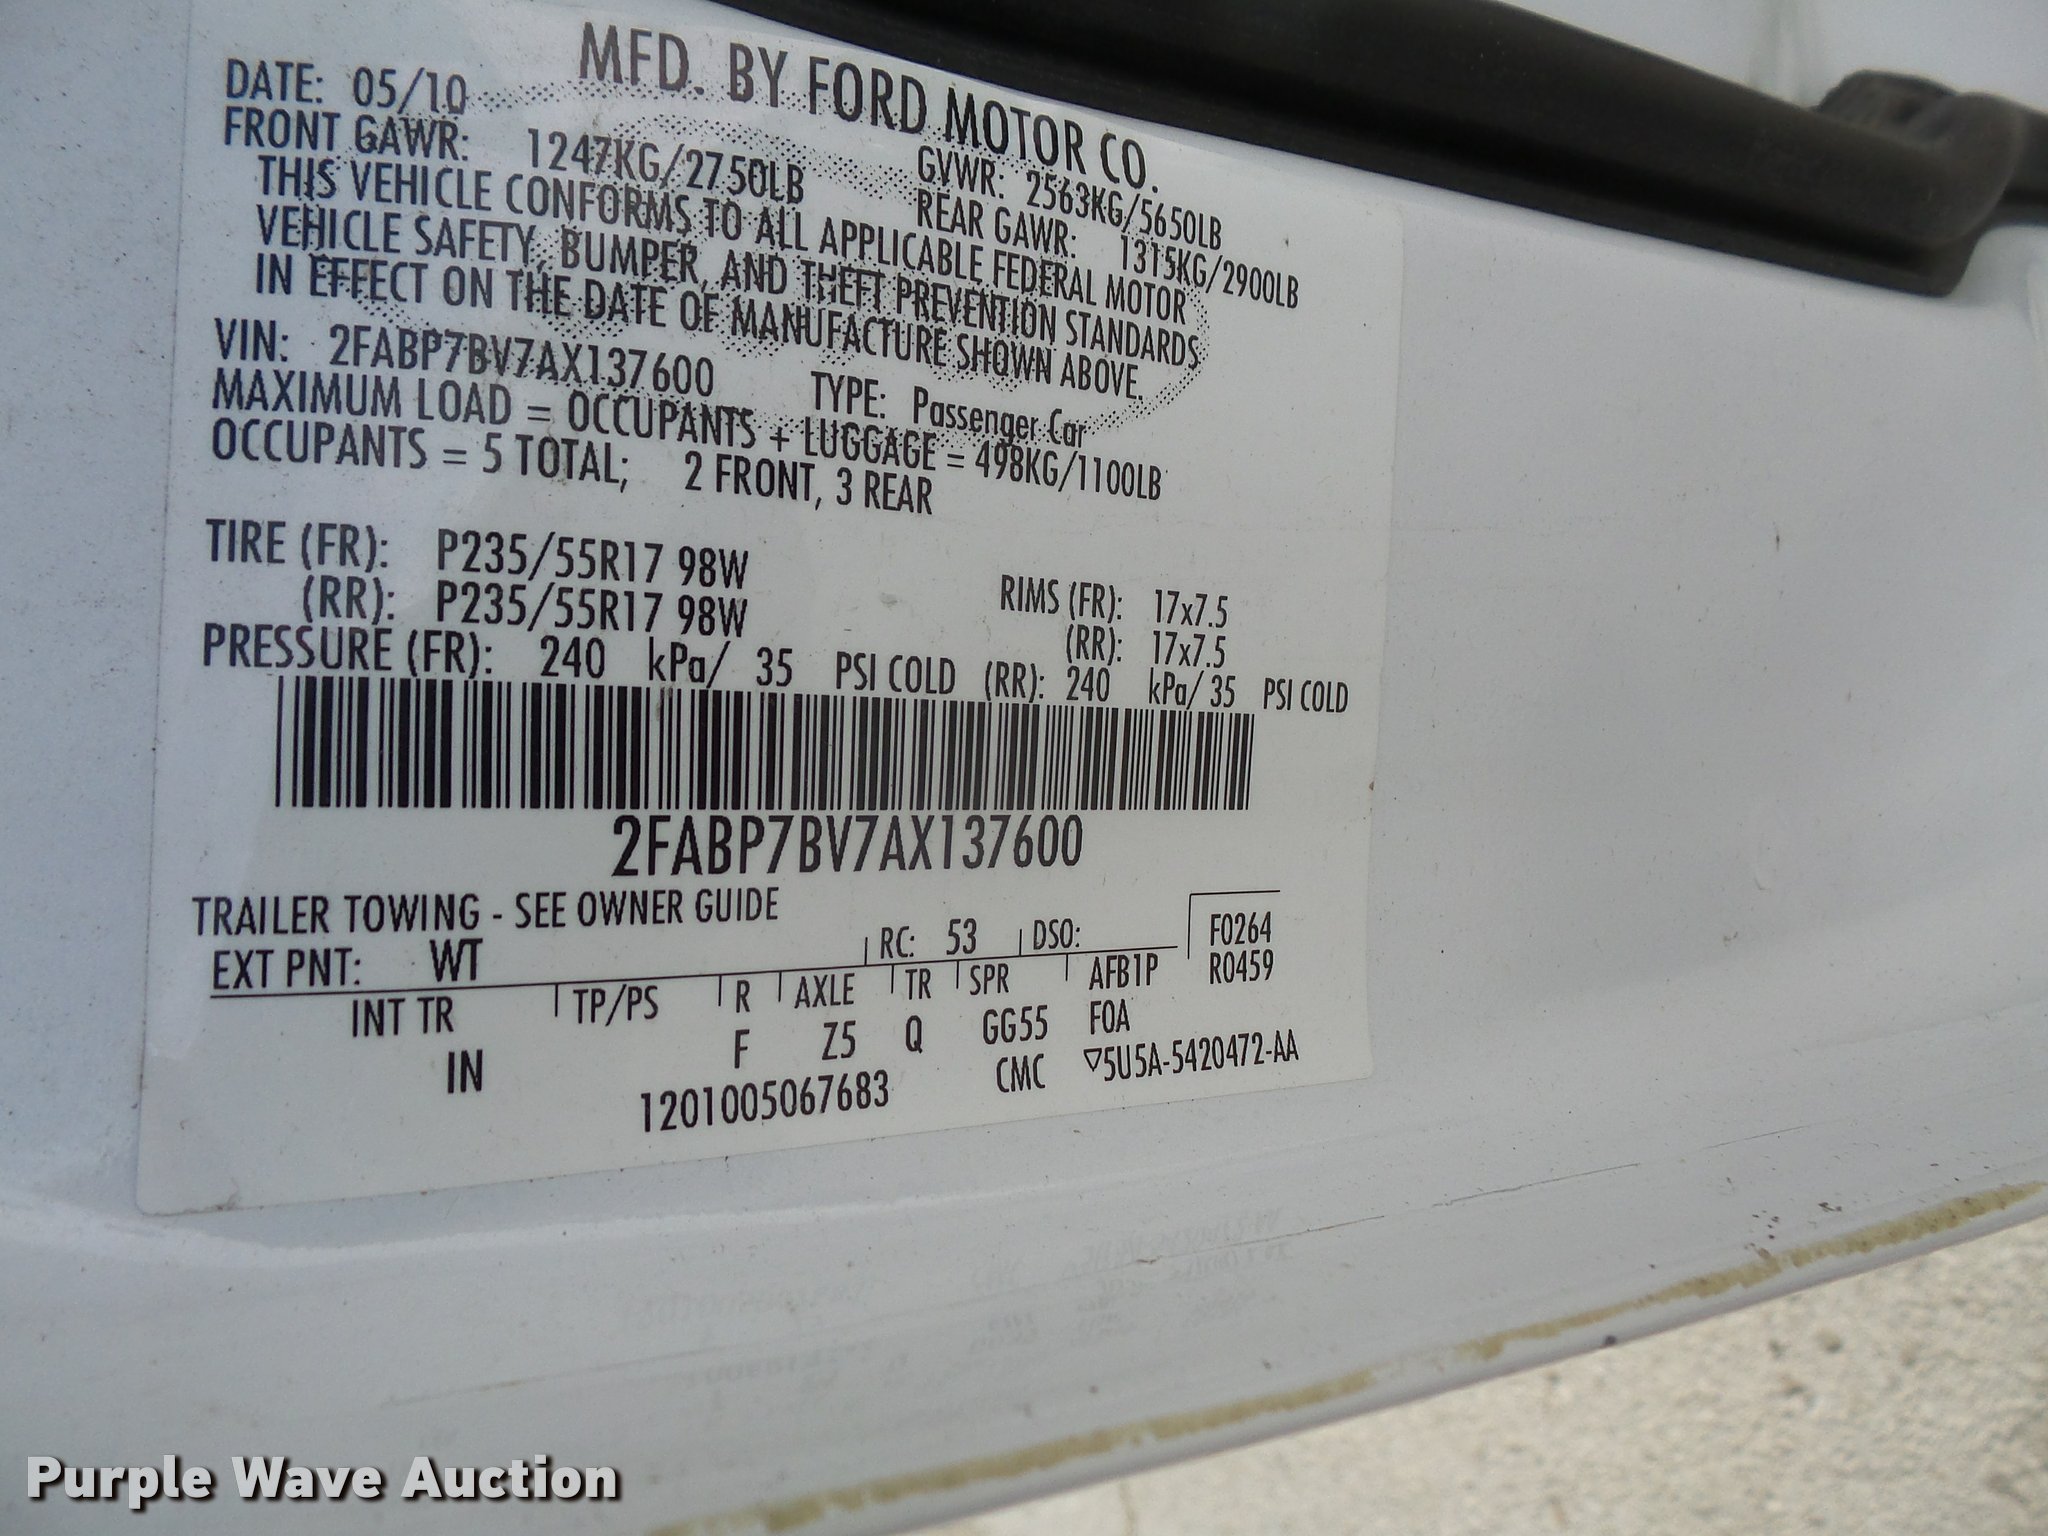 MFD. BY FORD MOTOR CO.
DATE: 05/10 GVWR: 2563KG/5650LB
FRONT GAWR: 1247KG/2750LB REAR GAWR: 1315KG/2900LB
THIS VEHICLE CONFORMS TO ALL APPLICABLE FEDERAL MOTOR
VEHICLE SAFETY, BUMPER, AND THEFT PREVENTION STANDARDS
IN EFFECT ON THE DATE OF MANUFACTURE SHOWN ABOVE.
VIN: 2FABP7BV7AX137600 TYPE: Passenger Car
MAXIMUM LOAD = OCCUPANTS + LUGGAGE = 498KG/1100LB
OCCUPANTS = 5 TOTAL; 2 FRONT, 3 REAR
TIRE (FR): P235/55R17 98W RIMS (FR): 17x7.5
(RR): P235/55R17 98W (RR): 17x7.5
PRESSURE (FR): 240 kPa/ 35 PSI COLD (RR): 240 kPa/ 35 PSI COLD
2FABP7BV7AX137600
TRAILER TOWING - SEE OWNER GUIDE
EXT PNT: WT RC: 53 DSO: F0264
R0459
INT TR TP/PS R AXLE TR SPR AFB1P
IN F Z5 Q GG55 FOA
1201005067683 CMC ▽5U5A-5420472-AA
Purple Wave Auction